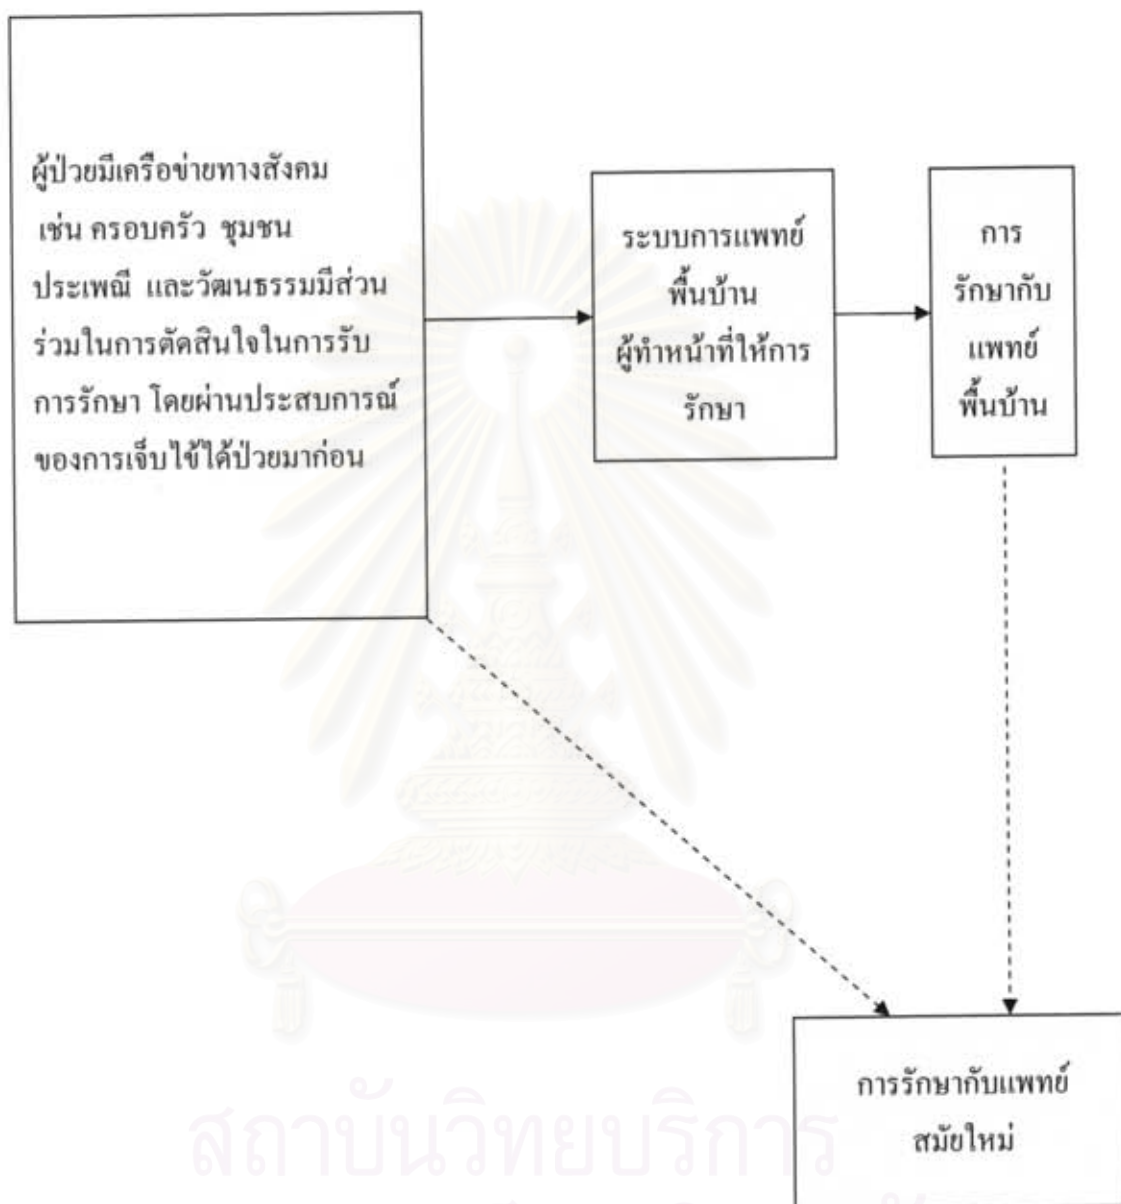 ผู้ป่วยมีเครือข่ายทางสังคม
เช่น ครอบครัว ชุมชน
ประเพณี และวัฒนธรรมมีส่วน
ร่วมในการตัดสินใจในการรับ
การรักษา โดยผ่านประสบการณ์
ของการเจ็บไข้ได้ป่วยมาก่อน
ระบบการแพทย์
พื้นบ้าน
ผู้ทำหน้าที่ให้การ
รักษา
การ
รักษากับ
แพทย์
พื้นบ้าน
การรักษากับแพทย์
สมัยใหม่
สถาบันวิทยบริการ